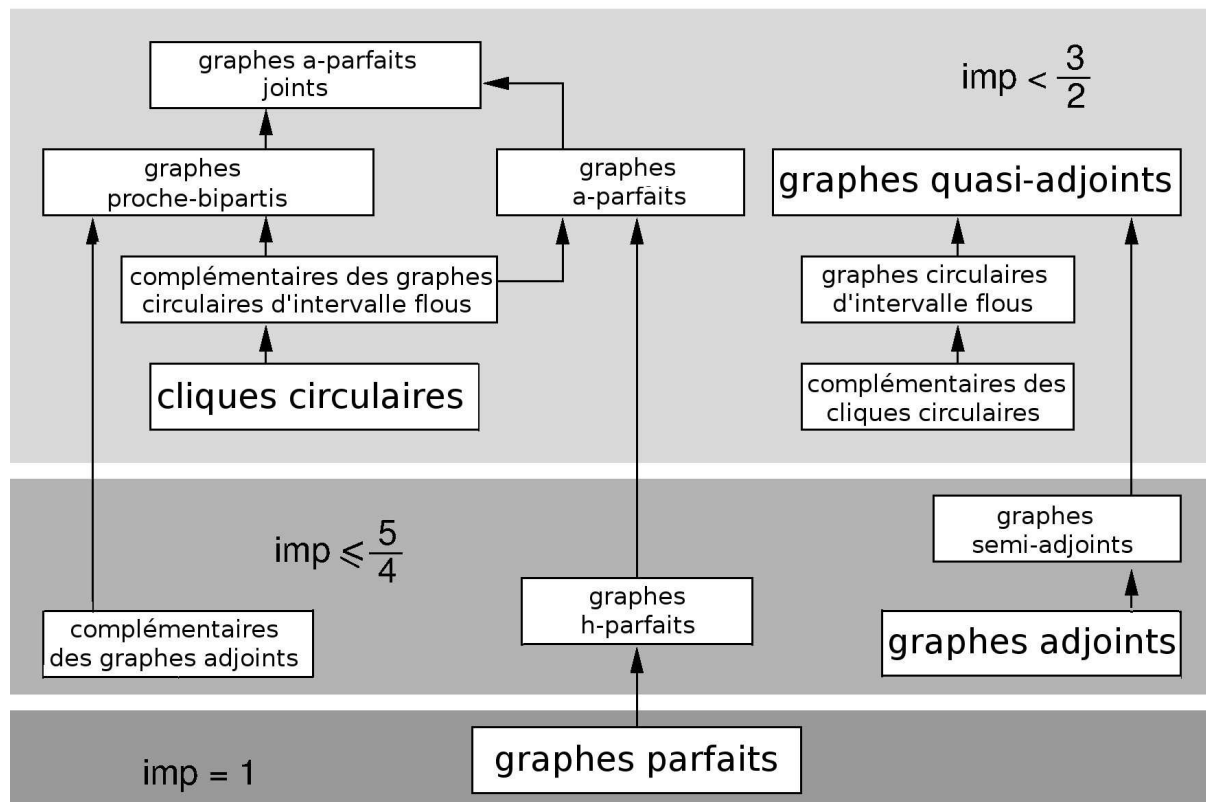 graphes a-parfaits
joints
imp < 3/2
graphes
proche-bipartis
graphes
a-parfaits
graphes quasi-adjoints
complémentaires des graphes
circulaires d'intervalle flous
graphes circulaires
d'intervalle flous
cliques circulaires
complémentaires des
cliques circulaires
imp ⩽ 5/4
graphes
semi-adjoints
graphes
h-parfaits
complémentaires
des graphes adjoints
graphes adjoints
imp = 1
graphes parfaits